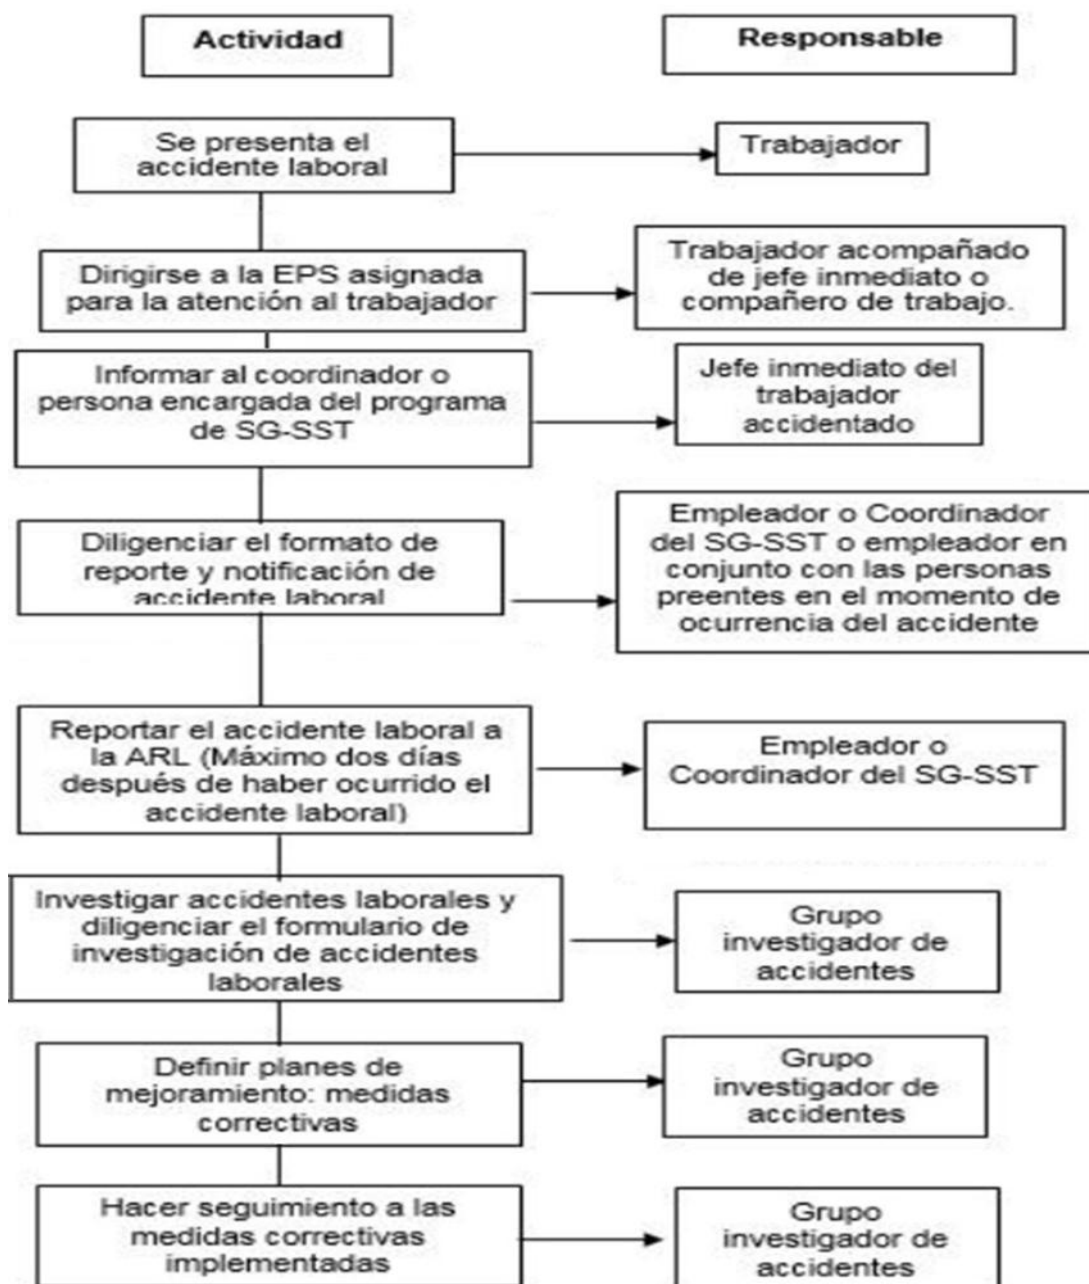 Actividad
Responsable
Se presenta el
accidente laboral
Trabajador
Dirigirse a la EPS asignada
para la atención al trabajador
Trabajador acompañado
de jefe inmediato o
compañero de trabajo.
Informar al coordinador o
persona encargada del programa
de SG-SST
Jefe inmediato del
trabajador
accidentado
Diligenciar el formato de
reporte y notificación de
accidente laboral
Empleador o Coordinador
del SG-SST o empleador en
conjunto con las personas
preentes en el momento de
ocurrencia del accidente
Reportar el accidente laboral a
la ARL (Máximo dos días
después de haber ocurrido el
accidente laboral)
Empleador o
Coordinador del SG-SST
Investigar accidentes laborales y
diligenciar el formulario de
investigación de accidentes
laborales
Grupo
investigador de
accidentes
Definir planes de
mejoramiento: medidas
correctivas
Grupo
investigador de
accidentes
Hacer seguimiento a las
medidas correctivas
implementadas
Grupo
investigador de
accidentes